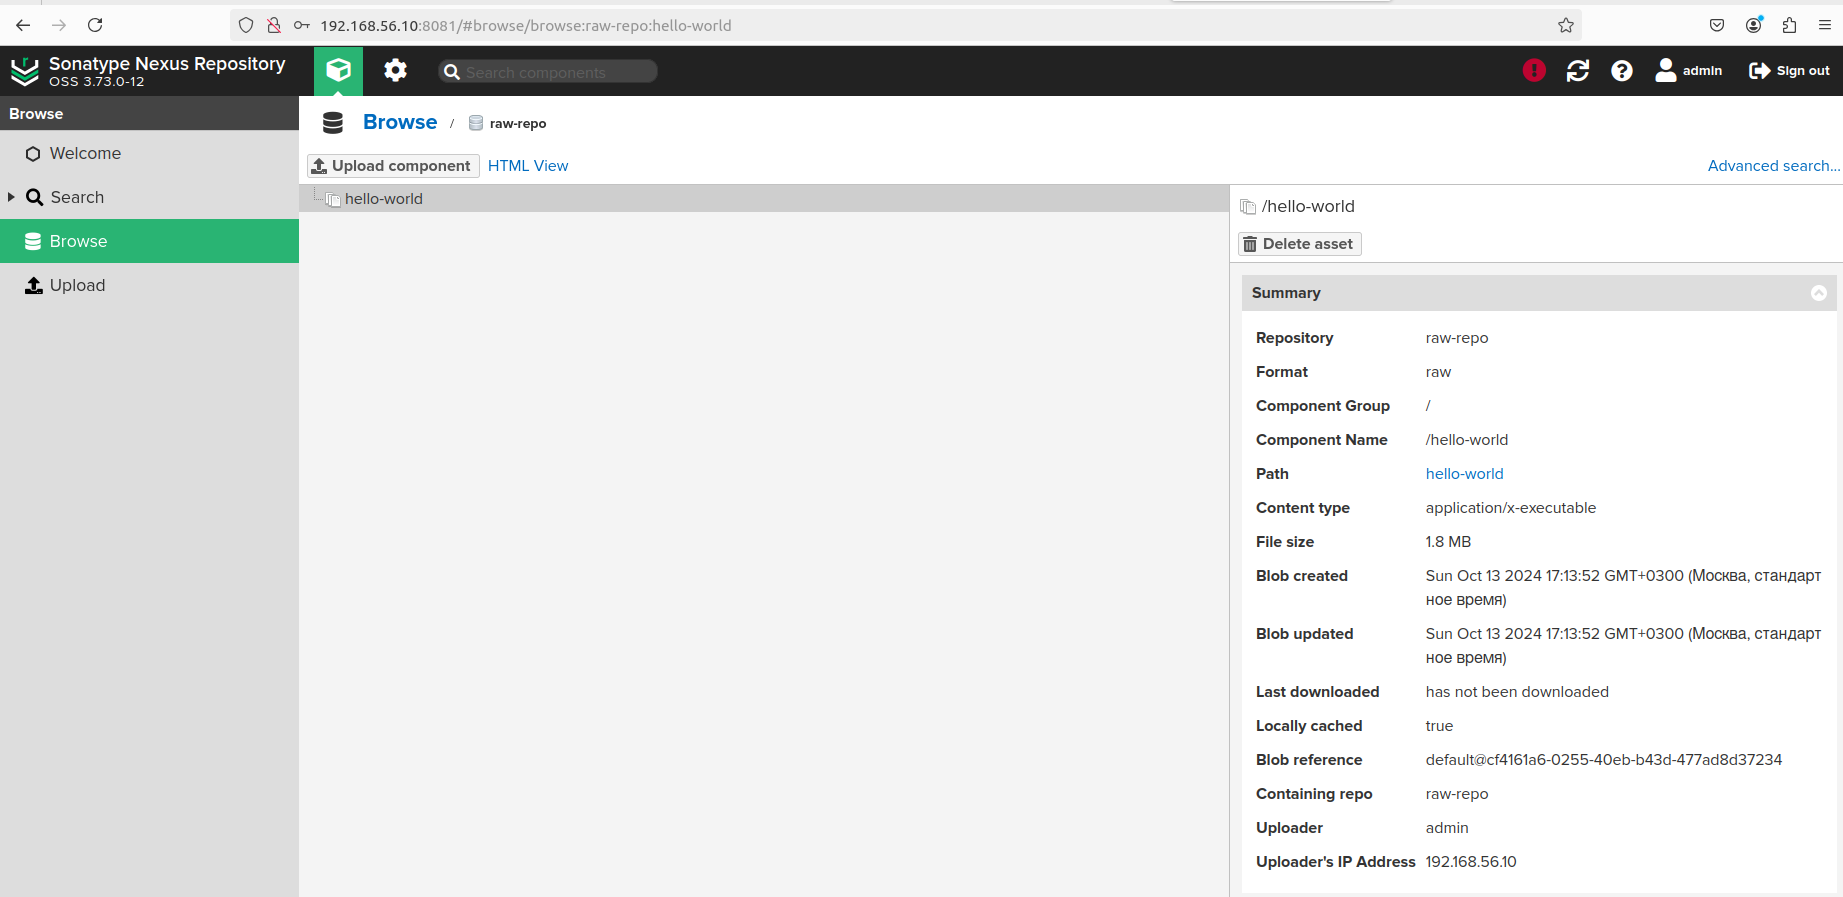 192.168.56.10:8081/#browse/browse:raw-repo:hello-world
Sonatype Nexus Repository
OSS 3.73.0-12
Search components
admin
Sign out
Browse
Welcome
Search
Browse
Upload
Browse / raw-repo
Upload component
HTML View
Advanced search...
hello-world
/hello-world
Delete asset
Summary
Repository raw-repo
Format raw
Component Group /
Component Name /hello-world
Path hello-world
Content type application/x-executable
File size 1.8 MB
Blob created Sun Oct 13 2024 17:13:52 GMT+0300 (Москва, стандарт
ное время)
Blob updated Sun Oct 13 2024 17:13:52 GMT+0300 (Москва, стандарт
ное время)
Last downloaded has not been downloaded
Locally cached true
Blob reference default@cf4161a6-0255-40eb-b43d-477ad8d37234
Containing repo raw-repo
Uploader admin
Uploader's IP Address 192.168.56.10